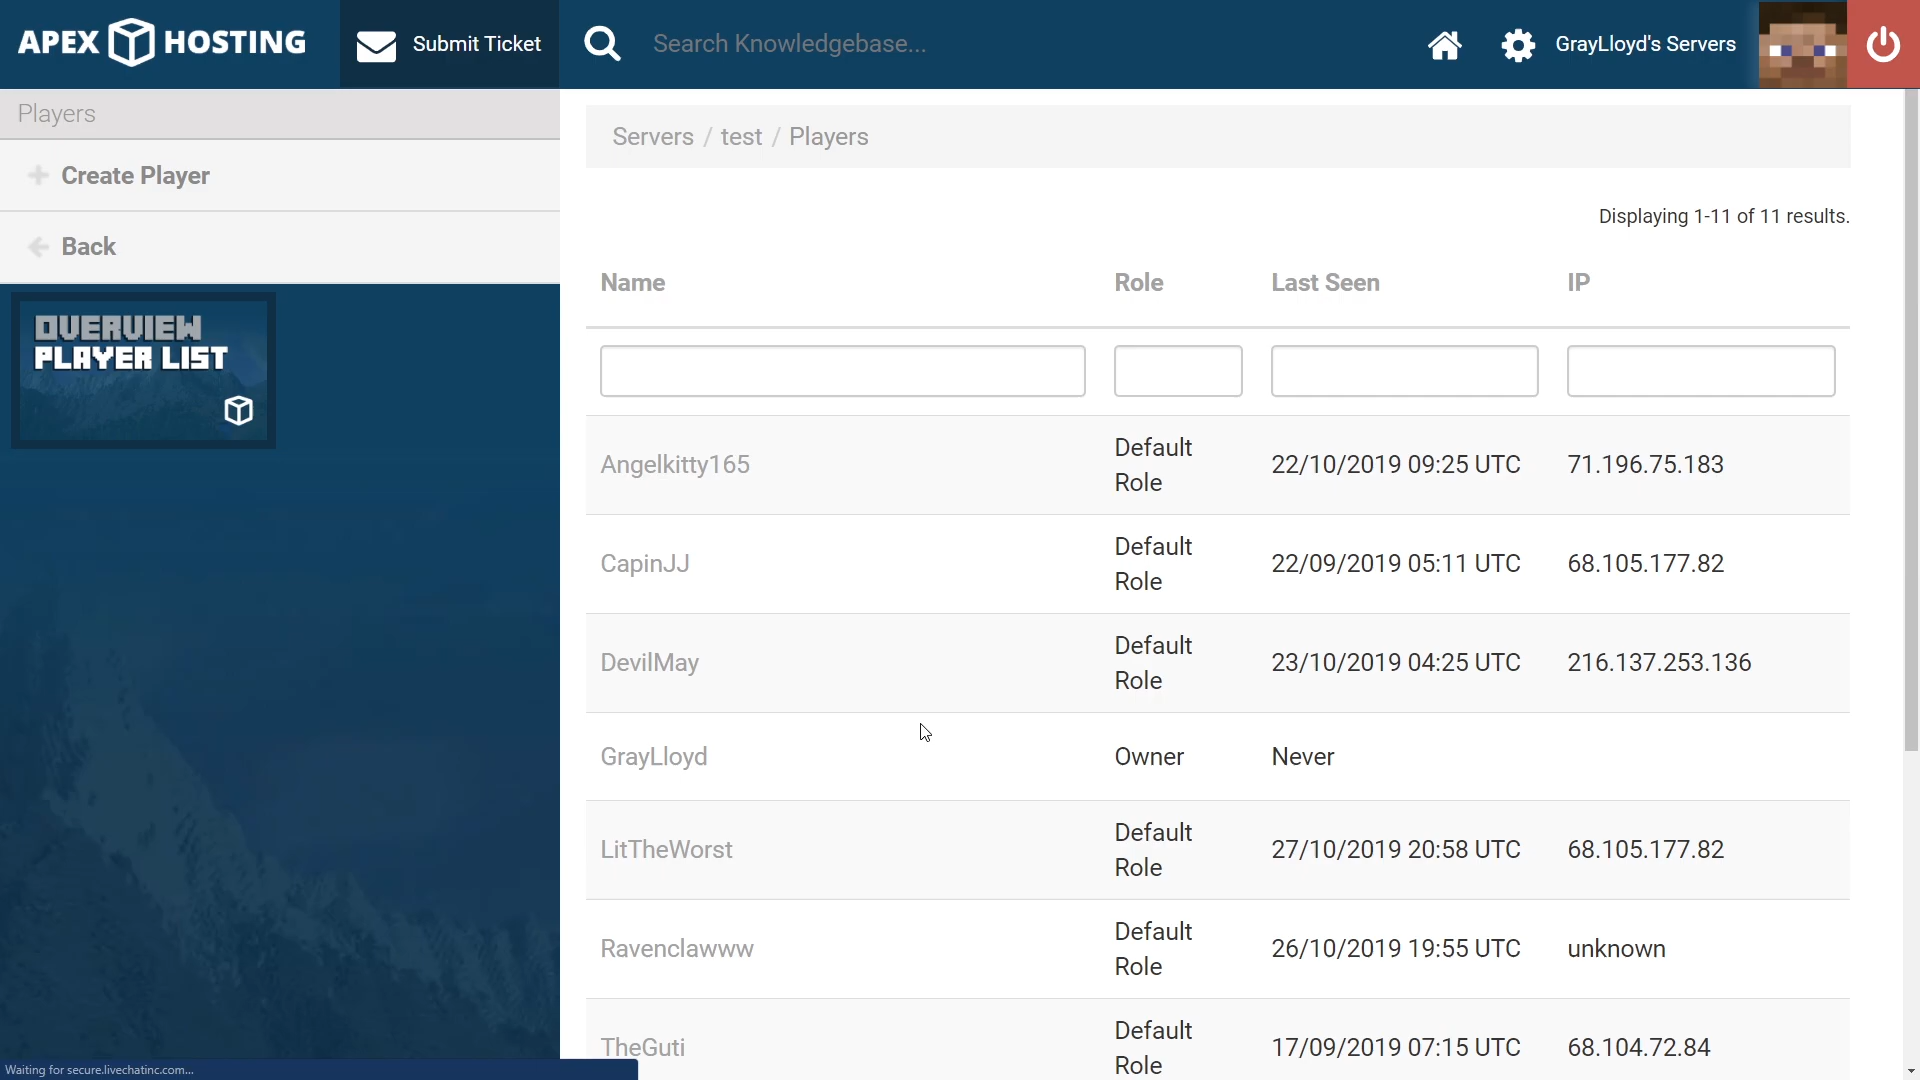 APEX HOSTING
Submit Ticket
Search Knowledgebase...
GrayLloyd's Servers
Players
Create Player
Back
OVERVIEW
PLAYER LIST
Servers / test / Players
Displaying 1-11 of 11 results.
Name Role Last Seen IP
Angelkitty165 Default Role 22/10/2019 09:25 UTC 71.196.75.183
CapinJJ Default Role 22/09/2019 05:11 UTC 68.105.177.82
DevilMay Default Role 23/10/2019 04:25 UTC 216.137.253.136
GrayLloyd Owner Never
LitTheWorst Default Role 27/10/2019 20:58 UTC 68.105.177.82
Ravenclawww Default Role 26/10/2019 19:55 UTC unknown
TheGuti Default Role 17/09/2019 07:15 UTC 68.104.72.84
Waiting for secure.livechatinc.com...